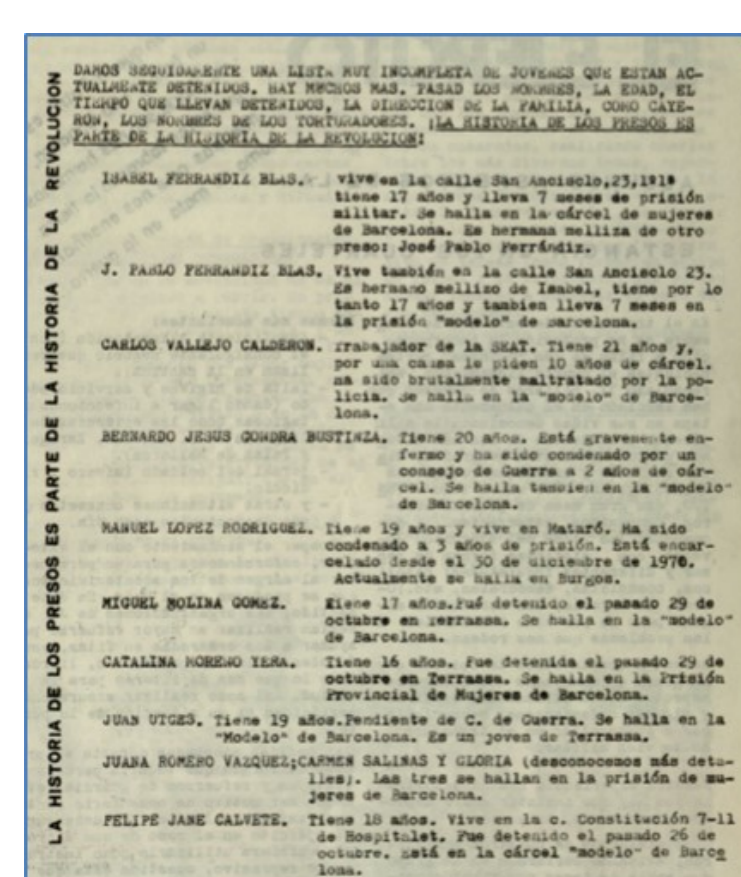 LA HISTORIA DE LOS PRESOS ES PARTE DE LA HISTORIA DE LA REVOLUCION
DAMOS SEGUIDAMENTE UNA LISTA MUY INCOMPLETA DE JOVENES QUE ESTAN AC-
TUALMENTE DETENIDOS. HAY MUCHOS MAS. PASAD LOS NOMBRES, LA EDAD, EL
TIEMPO QUE LLEVAN DETENIDOS, LA DIRECCION DE LA FAMILIA, COMO CAYE-
RON, LOS NOMBRES DE LOS TORTURADORES. ¡LA HISTORIA DE LOS PRESOS ES
PARTE DE LA HISTORIA DE LA REVOLUCION!
ISABEL FERRANDIZ BLAS. Vive en la calle San Ancisclo,23,1º1ª
tiene 17 años y lleva 7 meses de prisión
militar. Se halla en la cárcel de mujeres
de Barcelona. Es hermana melliza de otro
preso: José Pablo Ferrándiz.
J. PABLO FERRANDIZ BLAS. Vive también en la calle San Ancisclo 23.
Es hermano mellizo de Isabel, tiene por lo
tanto 17 años y tambien lleva 7 meses en
la prisión "modelo" de Barcelona.
CARLOS VALLEJO CALDERON. Trabajador de la SEAT. Tiene 21 años y,
por una causa le piden 10 años de cárcel.
Ha sido brutalmente maltratado por la po-
licia. Se halla en la "modelo" de Barce-
lona.
BERNARDO JESUS GONDRA BUSTINZA. Tiene 20 años. Está gravemente en-
fermo y ha sido condenado por un
consejo de Guerra a 2 años de cár-
cel. Se halla tambien en la "modelo"
de Barcelona.
MANUEL LOPEZ RODRIGUEZ. Tiene 19 años y vive en Mataró. Ha sido
condenado a 3 años de prisión. Está encar-
celado desde el 30 de diciembre de 1970.
Actualmente se halla en Burgos.
MIGUEL MOLINA GOMEZ. Tiene 17 años.Fué detenido el pasado 29 de
octubre en Terrassa. Se halla en la "modelo"
de Barcelona.
CATALINA MORENO YERA. Tiene 16 años. Fue detenida el pasado 29 de
octubre en Terrassa. Se halla en la Prisión
Provincial de Mujeres de Barcelona.
JUAN UTGES. Tiene 19 años.Pendiente de C. de Guerra. Se halla en la
"Modelo" de Barcelona. Es un joven de Terrassa.
JUANA ROMERO VAZQUEZ;CARMEN SALINAS Y GLORIA (desconocemos más deta-
lles). Las tres se hallan en la prisión de mu-
jeres de Barcelona.
FELIPE JANE CALVETE. Tiene 18 años. Vive en la c. Constitución 7-11
de Hospitalet. Fue detenido el pasado 26 de
octubre. Está en la cárcel "modelo" de Barce
lona.